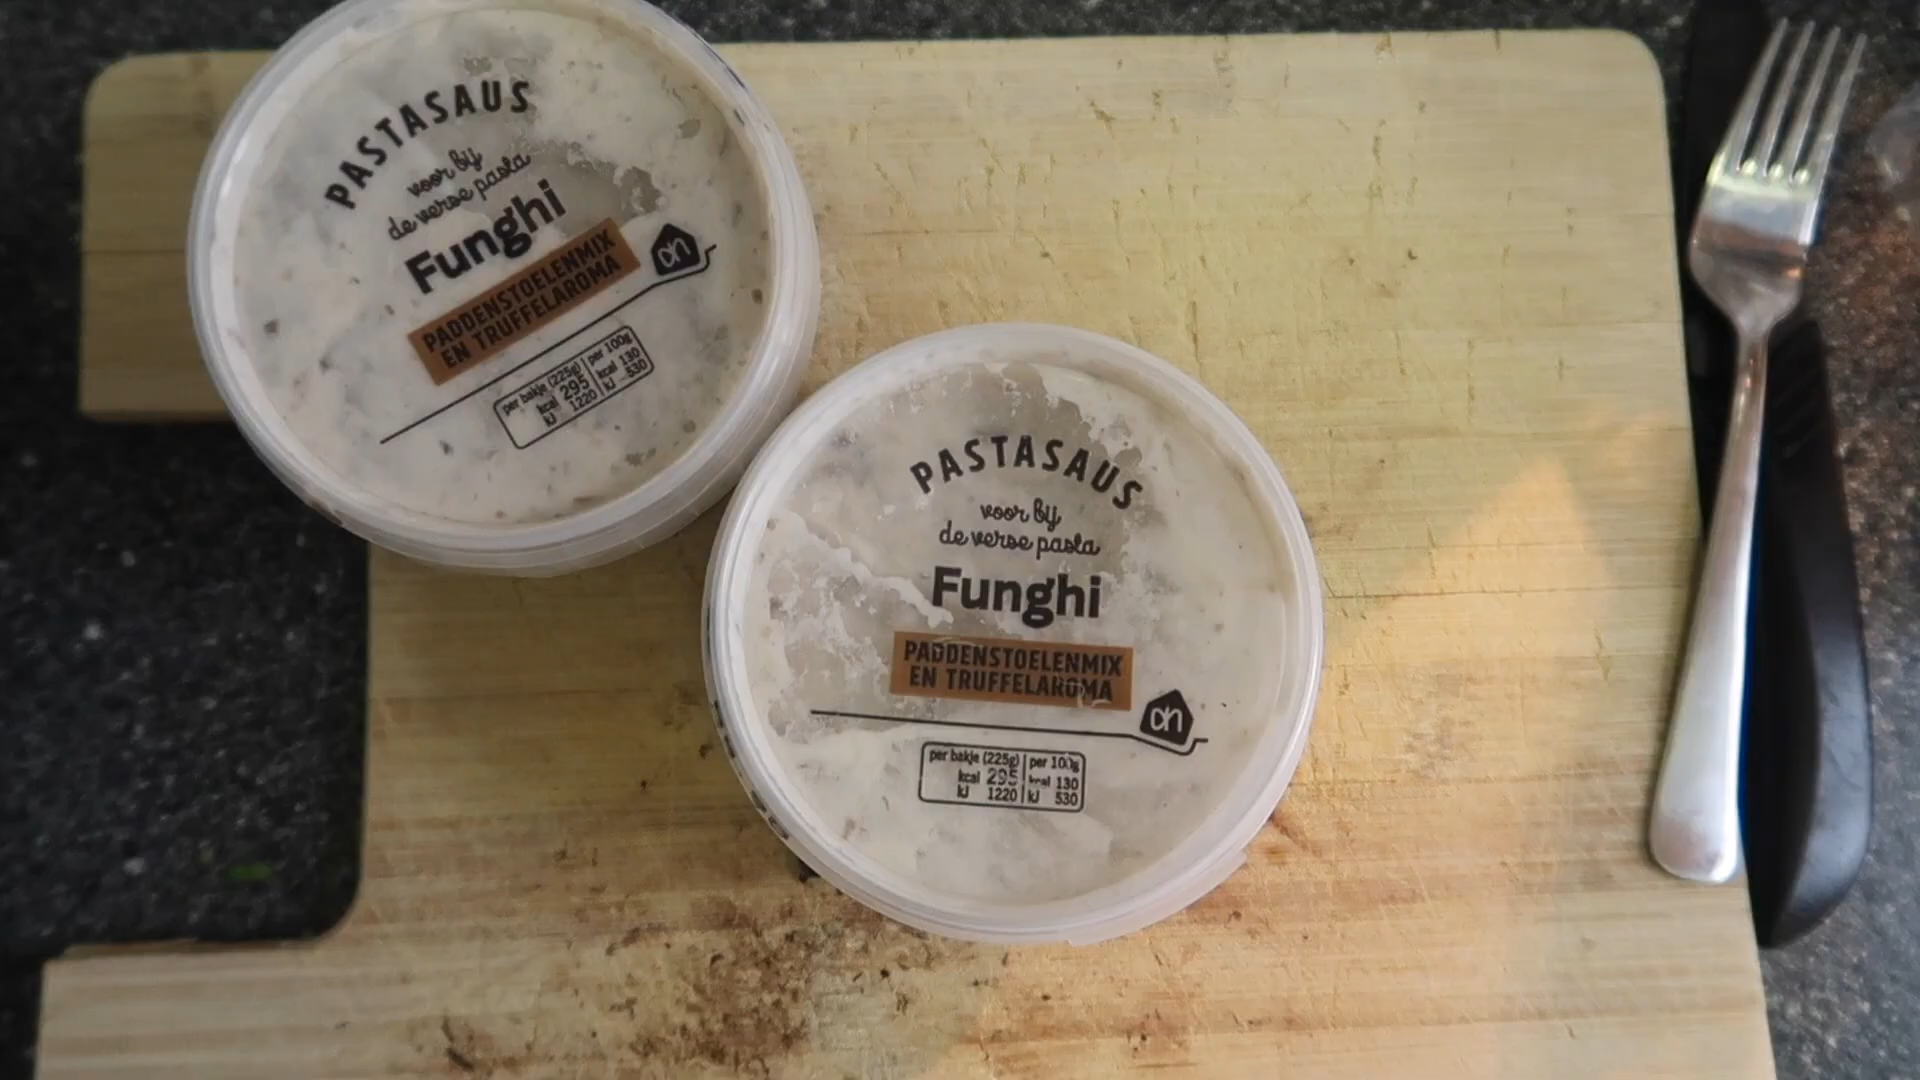 PASTASAUS
voor bij
de verse pasta
Funghi
PADDENSTOELENMIX
EN TRUFFELAROMA
ah
per bakje (225g) per 100g
kcal 295 kcal 130
kJ 1220 kJ 530
PASTASAUS
voor bij
de verse pasta
Funghi
PADDENSTOELENMIX
EN TRUFFELAROMA
ah
per bakje (225g) per 100g
kcal 295 kcal 130
kJ 1220 kJ 530